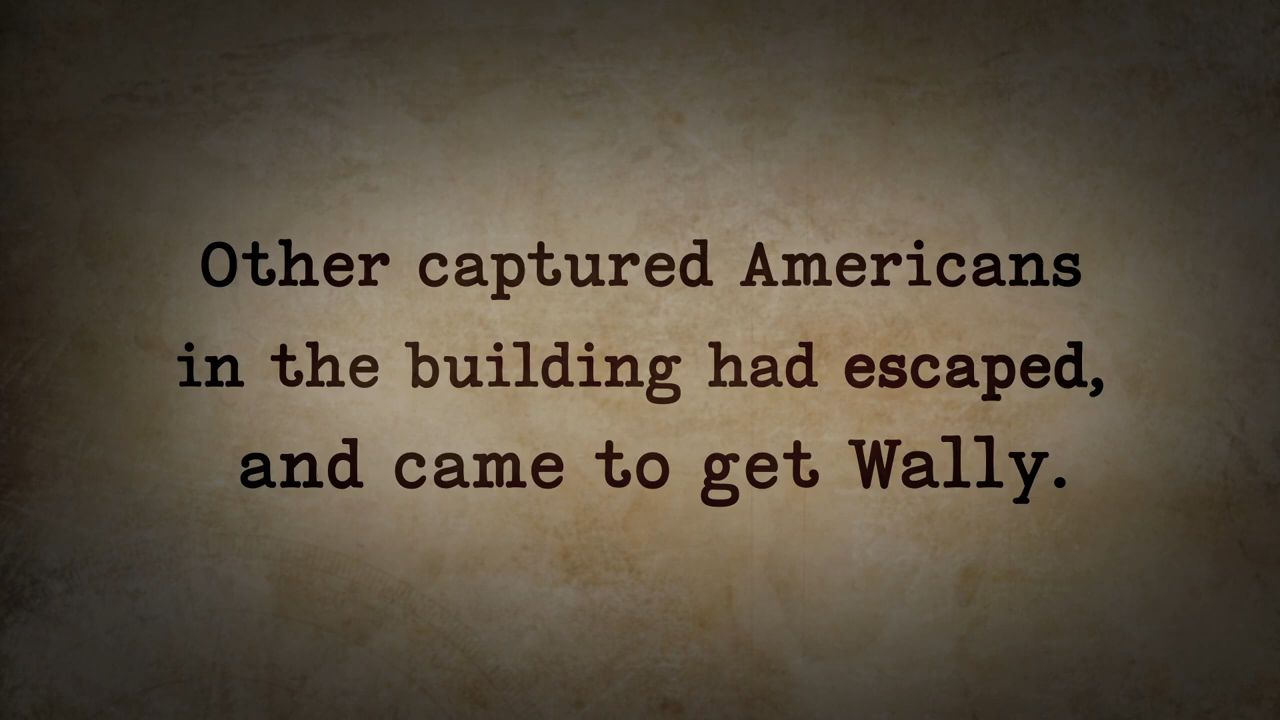 Other captured Americans
in the building had escaped,
and came to get Wally.